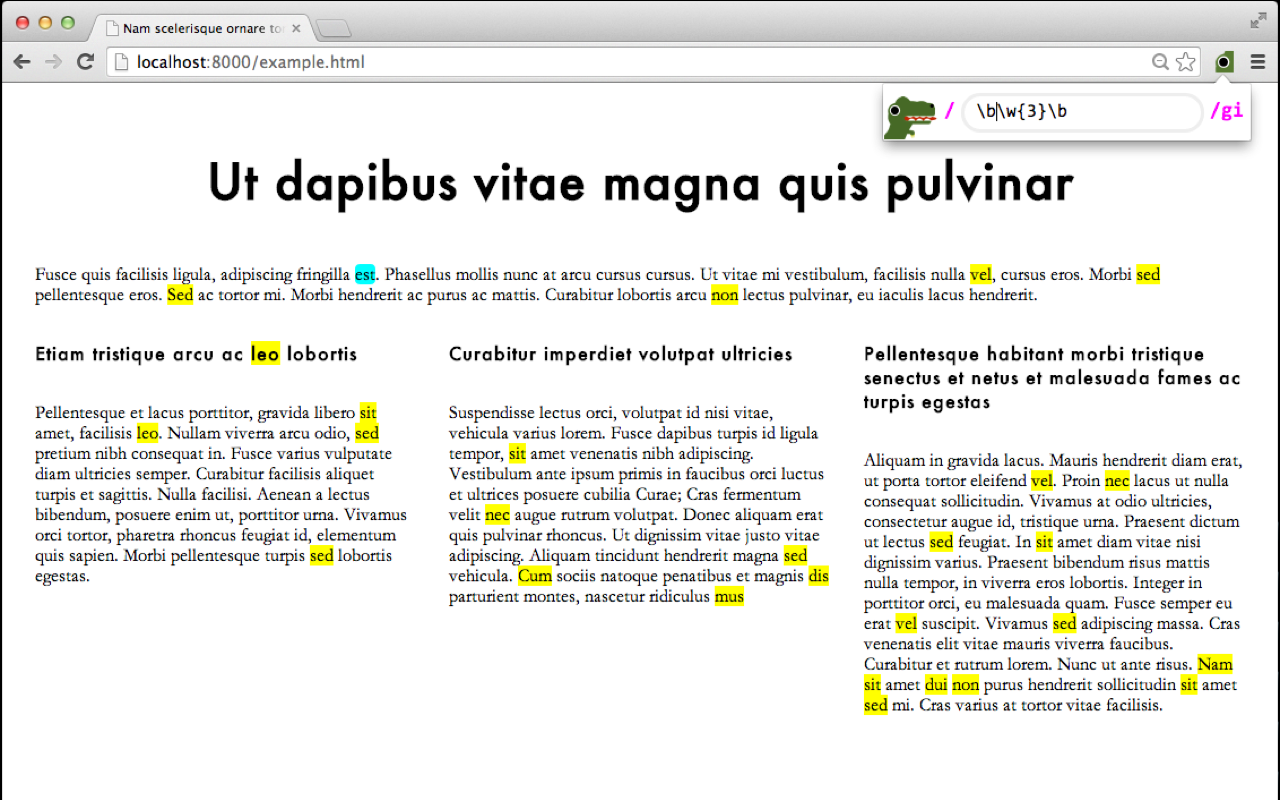 Nam scelerisque ornare to
localhost:8000/example.html
/ \b\w{3}\b /gi
Ut dapibus vitae magna quis pulvinar
Fusce quis facilisis ligula, adipiscing fringilla est. Phasellus mollis nunc at arcu cursus cursus. Ut vitae mi vestibulum, facilisis nulla vel, cursus eros. Morbi sed
pellentesque eros. Sed ac tortor mi. Morbi hendrerit ac purus ac mattis. Curabitur lobortis arcu non lectus pulvinar, eu iaculis lacus hendrerit.
Etiam tristique arcu ac leo lobortis
Pellentesque et lacus porttitor, gravida libero sit
amet, facilisis leo. Nullam viverra arcu odio, sed
pretium nibh consequat in. Fusce varius vulputate
diam ultricies semper. Curabitur facilisis aliquet
turpis et sagittis. Nulla facilisi. Aenean a lectus
bibendum, posuere enim ut, porttitor urna. Vivamus
orci tortor, pharetra rhoncus feugiat id, elementum
quis sapien. Morbi pellentesque turpis sed lobortis
egestas.
Curabitur imperdiet volutpat ultricies
Suspendisse lectus orci, volutpat id nisi vitae,
vehicula varius lorem. Fusce dapibus turpis id ligula
tempor, sit amet venenatis nibh adipiscing.
Vestibulum ante ipsum primis in faucibus orci luctus
et ultrices posuere cubilia Curae; Cras fermentum
velit nec augue rutrum volutpat. Donec aliquam erat
quis pulvinar rhoncus. Ut dignissim vitae justo vitae
adipiscing. Aliquam tincidunt hendrerit magna sed
vehicula. Cum sociis natoque penatibus et magnis dis
parturient montes, nascetur ridiculus mus
Pellentesque habitant morbi tristique
senectus et netus et malesuada fames ac
turpis egestas
Aliquam in gravida lacus. Mauris hendrerit diam erat,
ut porta tortor eleifend vel. Proin nec lacus ut nulla
consequat sollicitudin. Vivamus at odio ultricies,
consectetur augue id, tristique urna. Praesent dictum
ut lectus sed feugiat. In sit amet diam vitae nisi
dignissim varius. Praesent bibendum risus mattis
nulla tempor, in viverra eros lobortis. Integer in
porttitor orci, eu malesuada quam. Fusce semper eu
erat vel suscipit. Vivamus sed adipiscing massa. Cras
venenatis elit vitae mauris viverra faucibus.
Curabitur et rutrum lorem. Nunc ut ante risus. Nam
sit amet dui non purus hendrerit sollicitudin sit amet
sed mi. Cras varius at tortor vitae facilisis.